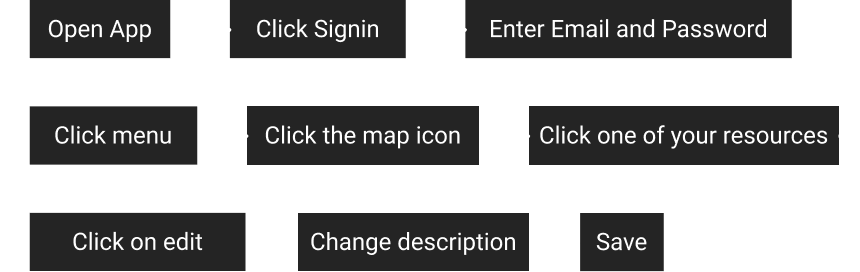 Open App
Click Signin
Enter Email and Password
Click menu
Click the map icon
Click one of your resources
Click on edit
Change description
Save